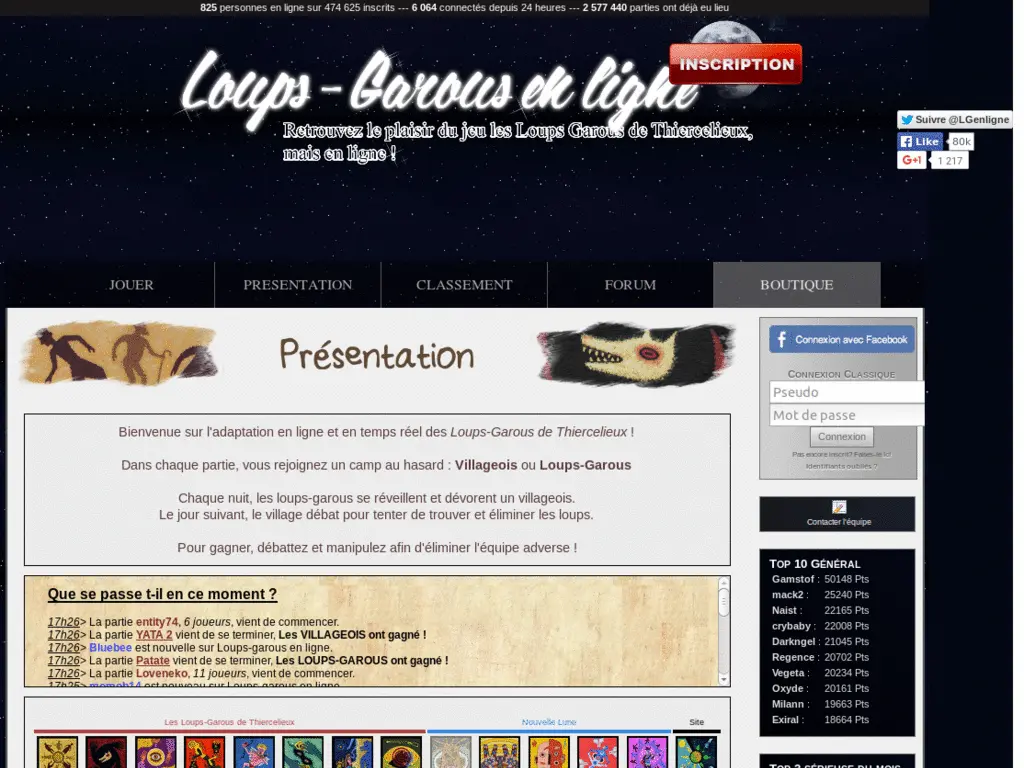 825 personnes en ligne sur 474 625 inscrits --- 6 064 connectés depuis 24 heures --- 2 577 440 parties ont déjà eu lieu
Loups - Garous en ligne
INSCRIPTION
Retrouvez le plaisir du jeu les Loups Garous de Thiercelieux,
mais en ligne !
Suivre @LGenligne
Like 80k
G+1 1 217
JOUER PRESENTATION CLASSEMENT FORUM BOUTIQUE
Présentation
Bienvenue sur l'adaptation en ligne et en temps réel des Loups-Garous de Thiercelieux !
Dans chaque partie, vous rejoignez un camp au hasard : Villageois ou Loups-Garous
Chaque nuit, les loups-garous se réveillent et dévorent un villageois.
Le jour suivant, le village débat pour tenter de trouver et éliminer les loups.
Pour gagner, débattez et manipulez afin d'éliminer l'équipe adverse !
Que se passe t-il en ce moment ?
17h26> La partie entity74, 6 joueurs, vient de commencer.
17h26> La partie YATA 2 vient de se terminer, Les VILLAGEOIS ont gagné !
17h26> Bluebee est nouvelle sur Loups-garous en ligne.
17h26> La partie Patate vient de se terminer, Les LOUPS-GAROUS ont gagné !
17h26> La partie Loveneko, 11 joueurs, vient de commencer.
17h25> momoh14 est nouveau sur Loups-garous en ligne.
Les Loups-Garous de Thiercelieux
Nouvelle Lune
Site
Connexion avec Facebook
Connexion Classique
Pseudo
Mot de passe
Connexion
Pas encore inscrit? Faites-le ici
Identifiants oubliés ?
Contacter l'équipe
Top 10 Général
Gamstof : 50148 Pts
mack2 : 25240 Pts
Naist : 22165 Pts
crybaby : 22008 Pts
Darkngel : 21045 Pts
Regence : 20702 Pts
Vegeta : 20234 Pts
Oxyde : 20161 Pts
Milann : 19663 Pts
Exiral : 18664 Pts
Top 3 sérieuse du mois